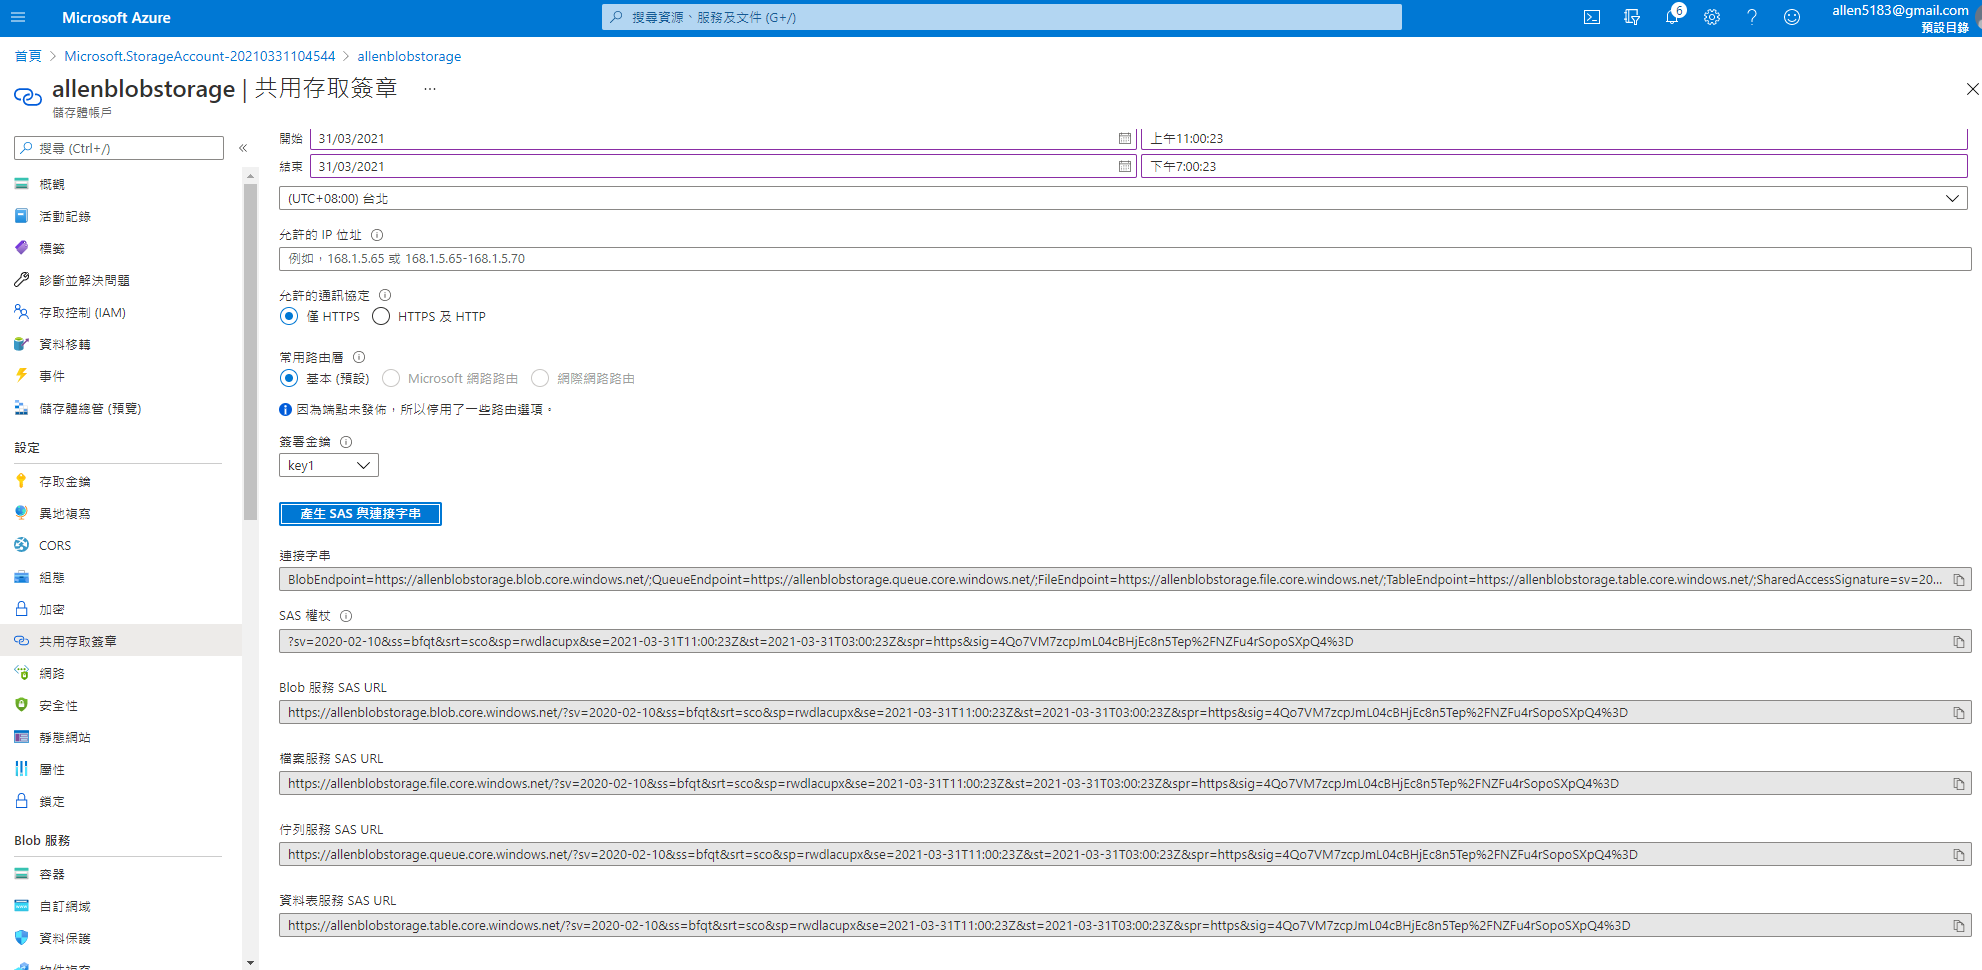 Microsoft Azure
搜尋資源、服務及文件 (G+/)
6
allen5183@gmail.com
預設目錄
首頁 > Microsoft.StorageAccount-20210331104544 > allenblobstorage
allenblobstorage | 共用存取簽章 ...
儲存體帳戶
搜尋 (Ctrl+/)
«
概觀
活動記錄
標籤
診斷並解決問題
存取控制 (IAM)
資料移轉
事件
儲存體總管 (預覽)
設定
存取金鑰
異地複寫
CORS
組態
加密
共用存取簽章
網路
安全性
靜態網站
屬性
鎖定
Blob 服務
容器
自訂網域
資料保護
物件複寫
開始 31/03/2021 上午11:00:23
結束 31/03/2021 下午7:00:23
(UTC+08:00) 台北
允許的 IP 位址
例如，168.1.5.65 或 168.1.5.65-168.1.5.70
允許的通訊協定
僅 HTTPS HTTPS 及 HTTP
常用路由層
基本 (預設) Microsoft 網路路由 網際網路路由
因為端點未發佈，所以停用了一些路由選項。
簽署金鑰
key1
產生 SAS 與連接字串
連接字串
BlobEndpoint=https://allenblobstorage.blob.core.windows.net/;QueueEndpoint=https://allenblobstorage.queue.core.windows.net/;FileEndpoint=https://allenblobstorage.file.core.windows.net/;TableEndpoint=https://allenblobstorage.table.core.windows.net/;SharedAccessSignature=sv=20...
SAS 權杖
?sv=2020-02-10&ss=bfqt&srt=sco&sp=rwdlacupx&se=2021-03-31T11:00:23Z&st=2021-03-31T03:00:23Z&spr=https&sig=4Qo7VM7zcpJmL04cBHjEc8n5Tep%2FNZFu4rSopoSXpQ4%3D
Blob 服務 SAS URL
https://allenblobstorage.blob.core.windows.net/?sv=2020-02-10&ss=bfqt&srt=sco&sp=rwdlacupx&se=2021-03-31T11:00:23Z&st=2021-03-31T03:00:23Z&spr=https&sig=4Qo7VM7zcpJmL04cBHjEc8n5Tep%2FNZFu4rSopoSXpQ4%3D
檔案服務 SAS URL
https://allenblobstorage.file.core.windows.net/?sv=2020-02-10&ss=bfqt&srt=sco&sp=rwdlacupx&se=2021-03-31T11:00:23Z&st=2021-03-31T03:00:23Z&spr=https&sig=4Qo7VM7zcpJmL04cBHjEc8n5Tep%2FNZFu4rSopoSXpQ4%3D
佇列服務 SAS URL
https://allenblobstorage.queue.core.windows.net/?sv=2020-02-10&ss=bfqt&srt=sco&sp=rwdlacupx&se=2021-03-31T11:00:23Z&st=2021-03-31T03:00:23Z&spr=https&sig=4Qo7VM7zcpJmL04cBHjEc8n5Tep%2FNZFu4rSopoSXpQ4%3D
資料表服務 SAS URL
https://allenblobstorage.table.core.windows.net/?sv=2020-02-10&ss=bfqt&srt=sco&sp=rwdlacupx&se=2021-03-31T11:00:23Z&st=2021-03-31T03:00:23Z&spr=https&sig=4Qo7VM7zcpJmL04cBHjEc8n5Tep%2FNZFu4rSopoSXpQ4%3D